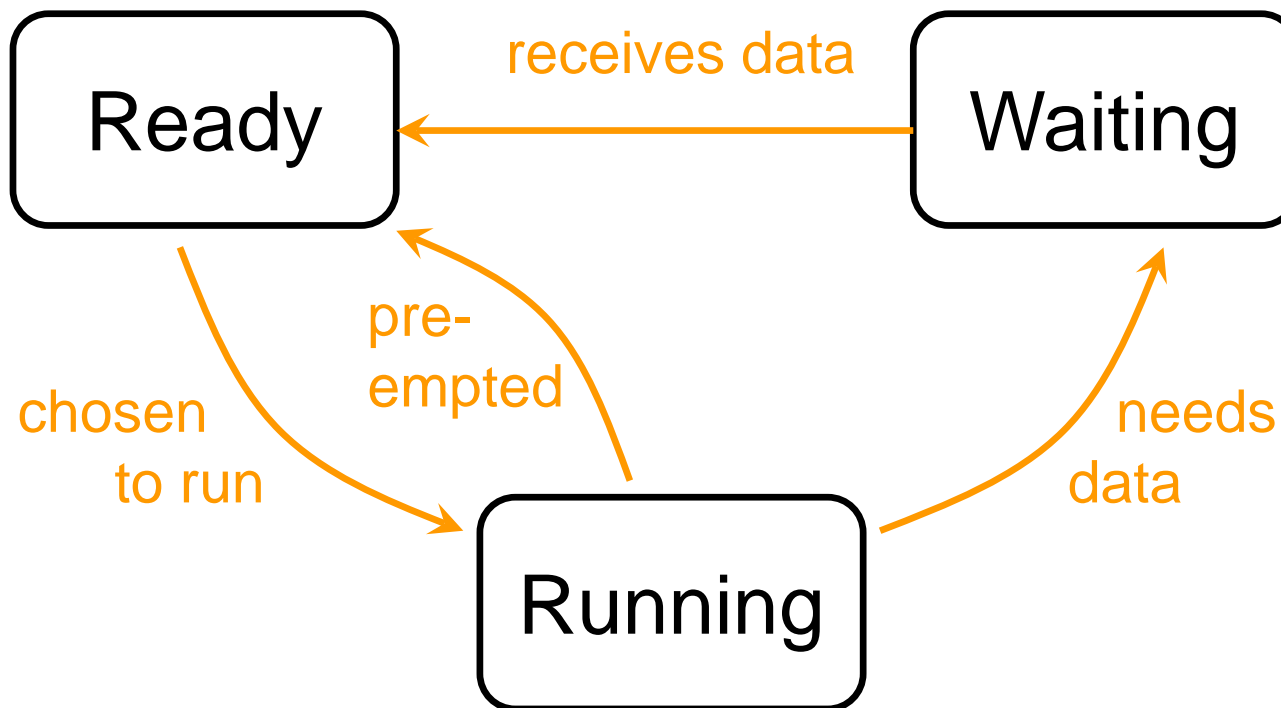 receives data
Ready
Waiting
pre-
empted
chosen
to run
needs
data
Running